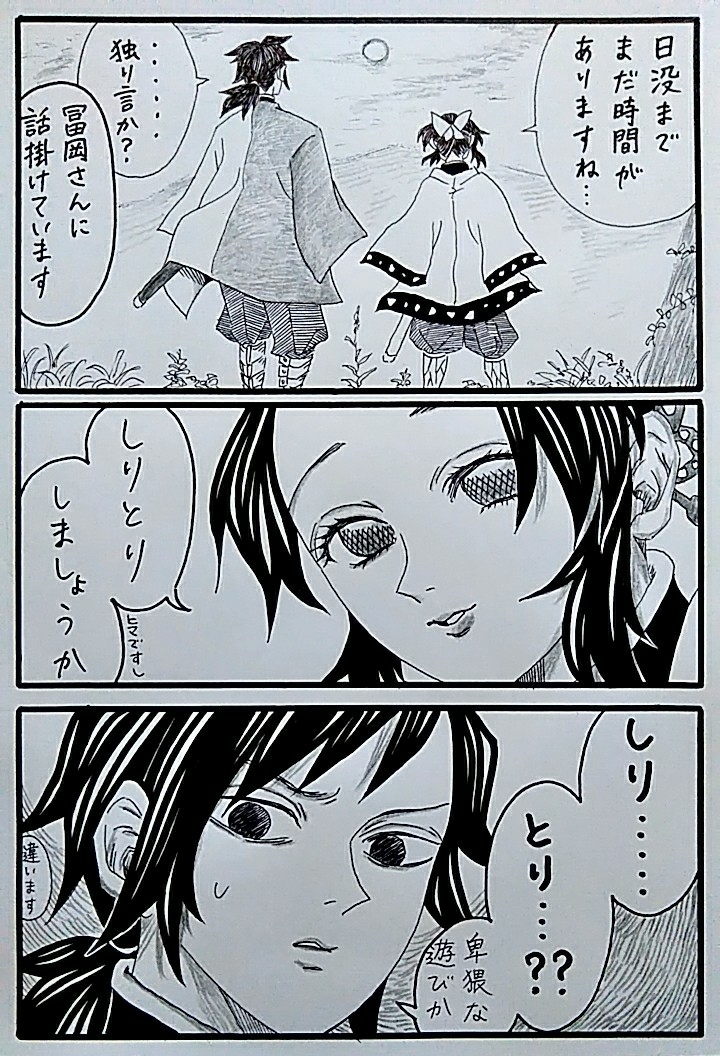 日没まで
まだ時間が
ありますね…
……
独り言か？
冨岡さんに
話掛けています
しりとり
しましょうか
ヒマですし
しり……
とり…??
卑猥な
遊びか
違います